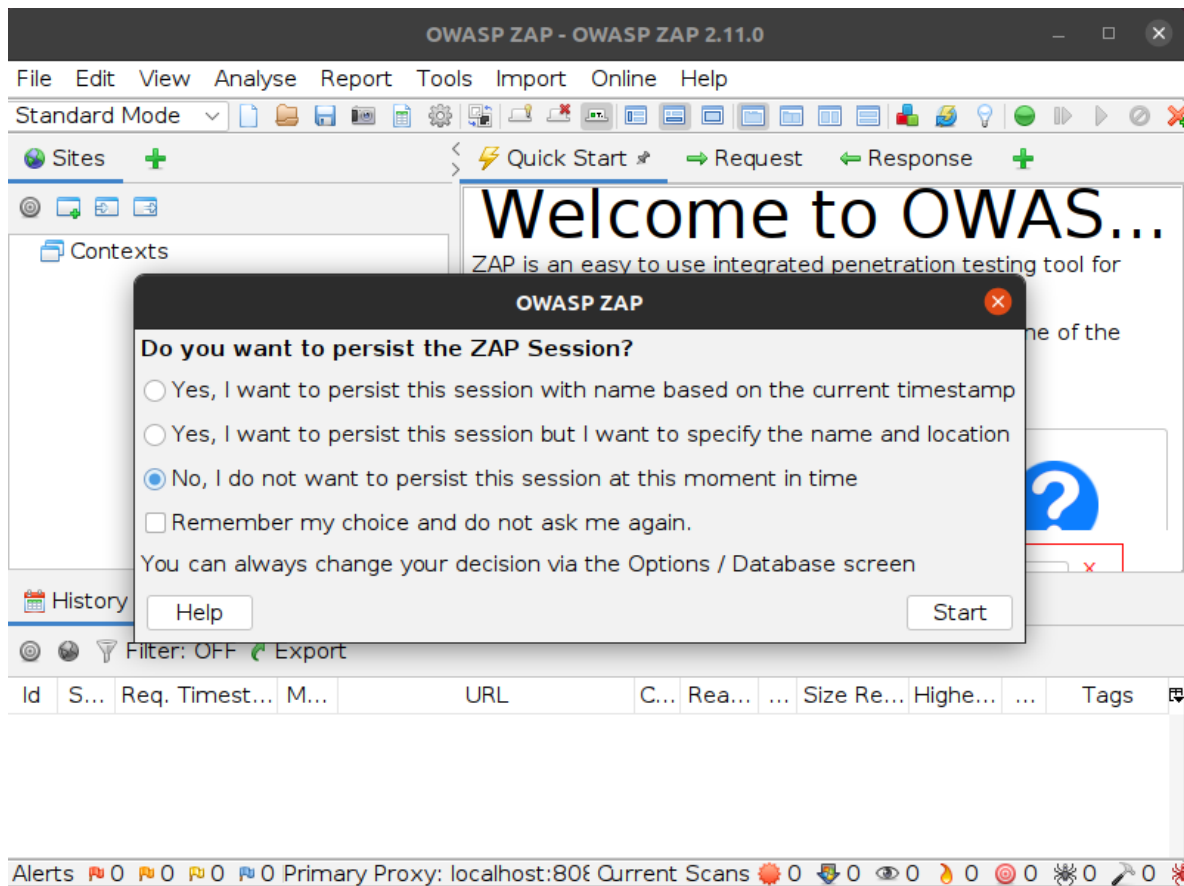 OWASP ZAP - OWASP ZAP 2.11.0
File Edit View Analyse Report Tools Import Online Help
Standard Mode
Sites
Quick Start Request Response
Welcome to OWAS...
ZAP is an easy to use integrated penetration testing tool for
Contexts
OWASP ZAP
of the
Do you want to persist the ZAP Session?
Yes, I want to persist this session with name based on the current timestamp
Yes, I want to persist this session but I want to specify the name and location
No, I do not want to persist this session at this moment in time
Remember my choice and do not ask me again.
You can always change your decision via the Options / Database screen
Help Start
History
Filter: OFF Export
Id S... Req. Timest... M... URL C... Rea... ... Size Re... Highe... ... Tags
Alerts 0 0 0 0 Primary Proxy: localhost:808 Current Scans 0 0 0 0 0 0 0